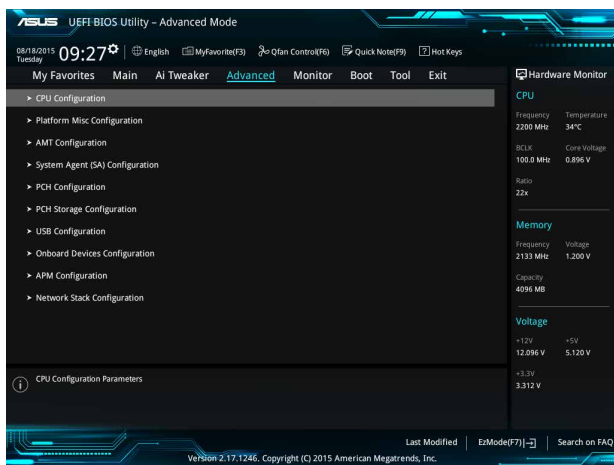 ASUS UEFI BIOS Utility – Advanced Mode
08/18/2015 Tuesday 09:27 English MyFavorite(F3) Qfan Control(F6) Quick Note(F9) ? Hot Keys
My Favorites Main Ai Tweaker Advanced Monitor Boot Tool Exit
Hardware Monitor
> CPU Configuration
> Platform Misc Configuration
> AMT Configuration
> System Agent (SA) Configuration
> PCH Configuration
> PCH Storage Configuration
> USB Configuration
> Onboard Devices Configuration
> APM Configuration
> Network Stack Configuration
CPU
Frequency Temperature
2200 MHz 34°C
BCLK Core Voltage
100.0 MHz 0.896 V
Ratio
22x
Memory
Frequency Voltage
2133 MHz 1.200 V
Capacity
4096 MB
Voltage
+12V +5V
12.096 V 5.120 V
+3.3V
3.312 V
i CPU Configuration Parameters
Last Modified EzMode(F7) Search on FAQ
Version 2.17.1246. Copyright (C) 2015 American Megatrends, Inc.